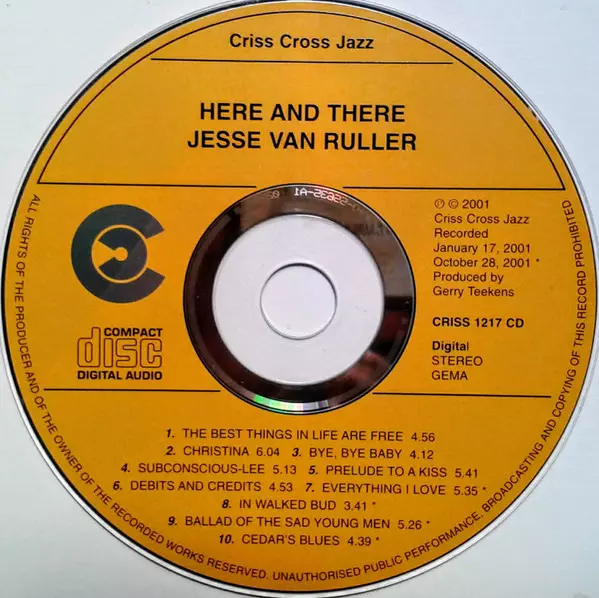 Criss Cross Jazz
HERE AND THERE
JESSE VAN RULLER
℗ © 2001
Criss Cross Jazz
Recorded
January 17, 2001
October 28, 2001 *
Produced by
Gerry Teekens
CRISS 1217 CD
Digital
STEREO
GEMA
COMPACT
disc
DIGITAL AUDIO
1. THE BEST THINGS IN LIFE ARE FREE 4.56
2. CHRISTINA 6.04 3. BYE, BYE BABY 4.12
4. SUBCONSCIOUS-LEE 5.13 5. PRELUDE TO A KISS 5.41
6. DEBITS AND CREDITS 4.53 7. EVERYTHING I LOVE 5.35 *
8. IN WALKED BUD 3.41 *
9. BALLAD OF THE SAD YOUNG MEN 5.26 *
10. CEDAR'S BLUES 4.39 *
ALL RIGHTS OF THE PRODUCER AND OF THE OWNER OF THE RECORDED WORKS RESERVED. UNAUTHORISED PUBLIC PERFORMANCE, BROADCASTING AND COPYING OF THIS RECORD PROHIBITED